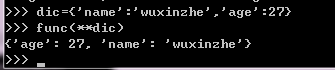 >>> dic={'name':'wuxinzhe','age':27}
>>> func(**dic)
{'age': 27, 'name': 'wuxinzhe'}
>>> _